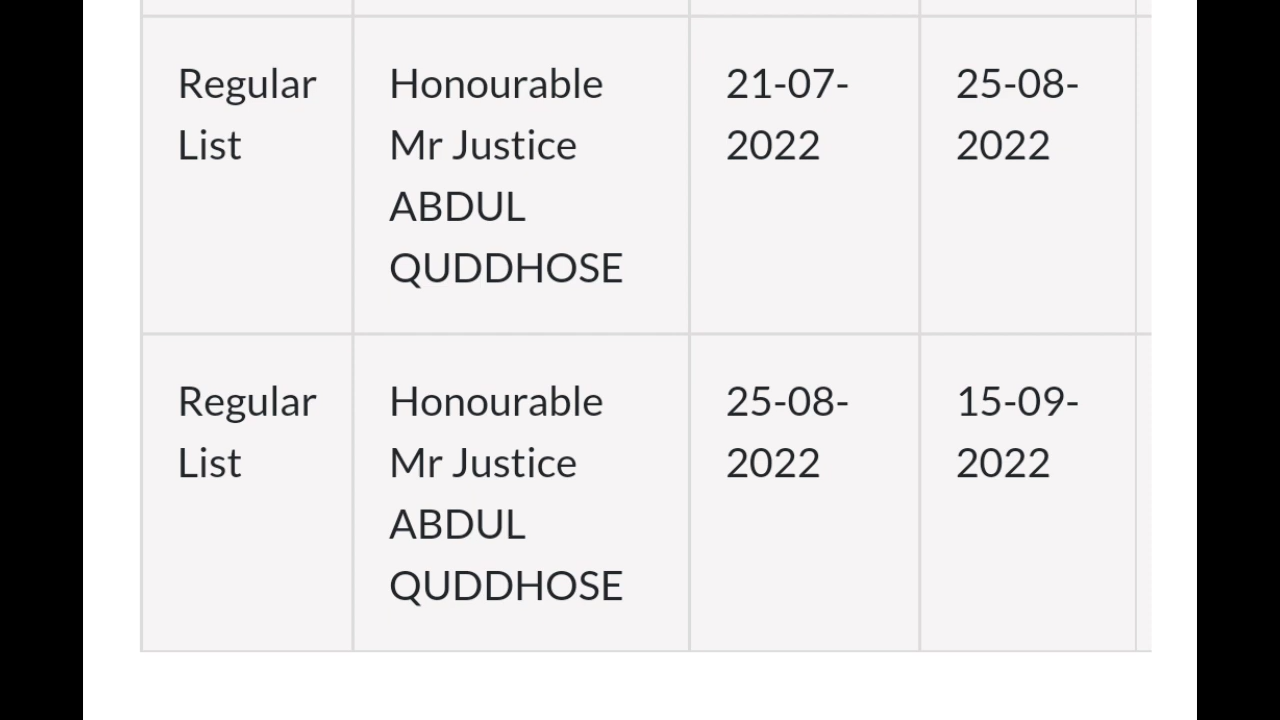 Regular
List
Honourable
Mr Justice
ABDUL
QUDDHOSE
21-07-
2022
25-08-
2022
Regular
List
Honourable
Mr Justice
ABDUL
QUDDHOSE
25-08-
2022
15-09-
2022